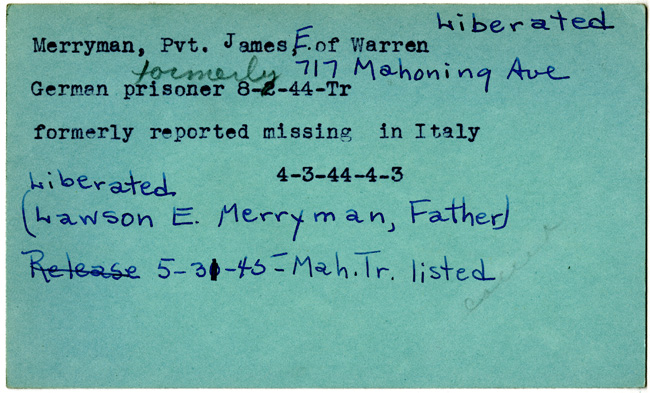 Liberated
Merryman, Pvt. James E. of Warren
formerly 717 Mahoning Ave
German prisoner 8-2-44-Tr
formerly reported missing in Italy
4-3-44-4-3
Liberated
(Lawson E. Merryman, Father)
Release 5-31-45 - Mah. Tr. listed